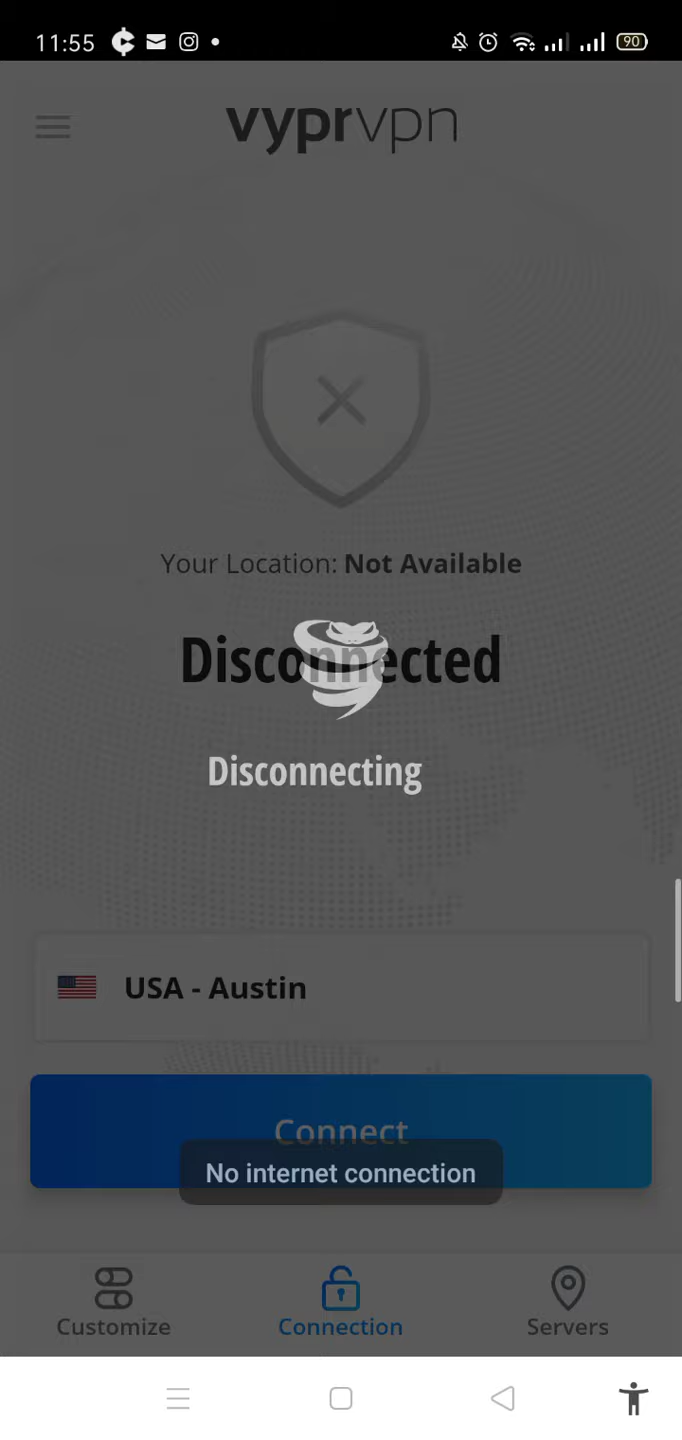 11:55
90
vyprvpn
Your Location: Not Available
Disconnected
Disconnecting
USA - Austin
Connect
No internet connection
Customize
Connection
Servers